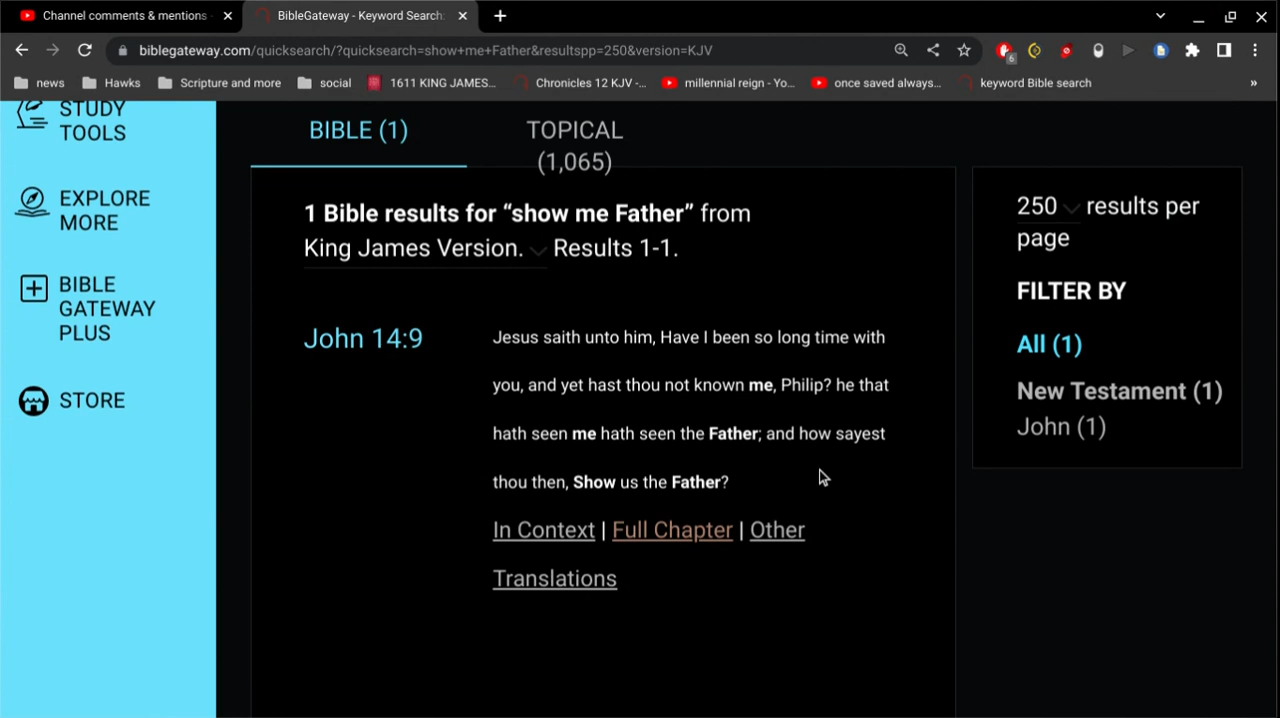 Channel comments & mentions -
BibleGateway - Keyword Search:
biblegateway.com/quicksearch/?quicksearch=show+me+Father&resultspp=250&version=KJV
6
news
Hawks
Scripture and more
social
1611 KING JAMES...
Chronicles 12 KJV -...
millennial reign - Yo...
once saved always...
keyword Bible search
»
STUDY
TOOLS
EXPLORE
MORE
BIBLE
GATEWAY
PLUS
STORE
BIBLE (1)
TOPICAL
(1,065)
1 Bible results for “show me Father” from
King James Version. Results 1-1.
John 14:9
Jesus saith unto him, Have I been so long time with
you, and yet hast thou not known me, Philip? he that
hath seen me hath seen the Father; and how sayest
thou then, Show us the Father?
In Context | Full Chapter | Other
Translations
250 results per
page
FILTER BY
All (1)
New Testament (1)
John (1)